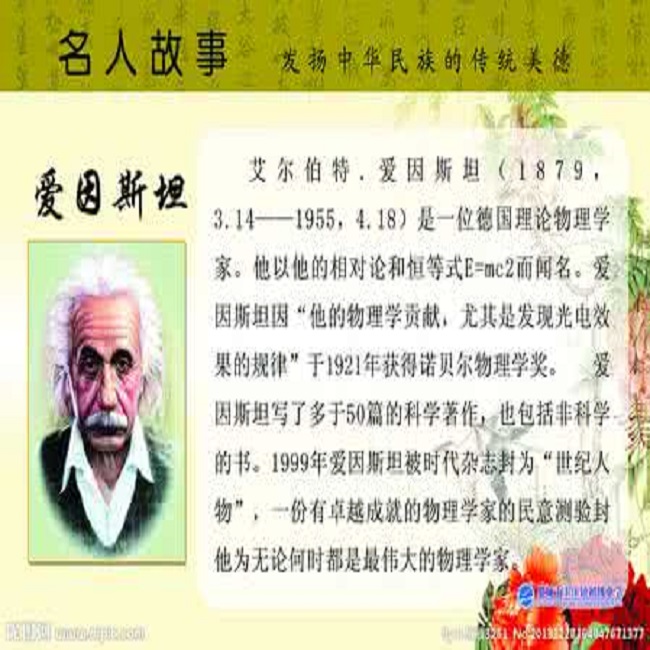 名人故事 发扬中华民族的传统美德
爱因斯坦
艾尔伯特.爱因斯坦(1879,
3.14——1955,4.18)是一位德国理论物理学
家。他以他的相对论和恒等式E=mc2而闻名。爱
因斯坦因“他的物理学贡献,尤其是发现光电效
果的规律”于1921年获得诺贝尔物理学奖。 爱
因斯坦写了多于50篇的科学著作,也包括非科学
的书。1999年爱因斯坦被时代杂志封为“世纪人
物”,一份有卓越成就的物理学家的民意测验封
他为无论何时都是最伟大的物理学家。